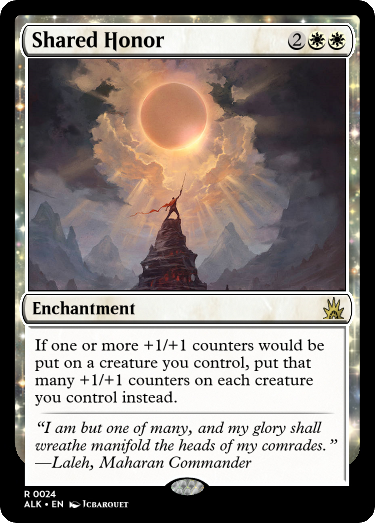 Shared Honor 2
Enchantment
If one or more +1/+1 counters would be
put on a creature you control, put that
many +1/+1 counters on each creature
you control instead.
“I am but one of many, and my glory shall
wreathe manifold the heads of my comrades.”
—Laleh, Maharan Commander
R 0024
ALK • EN JCBAROUET